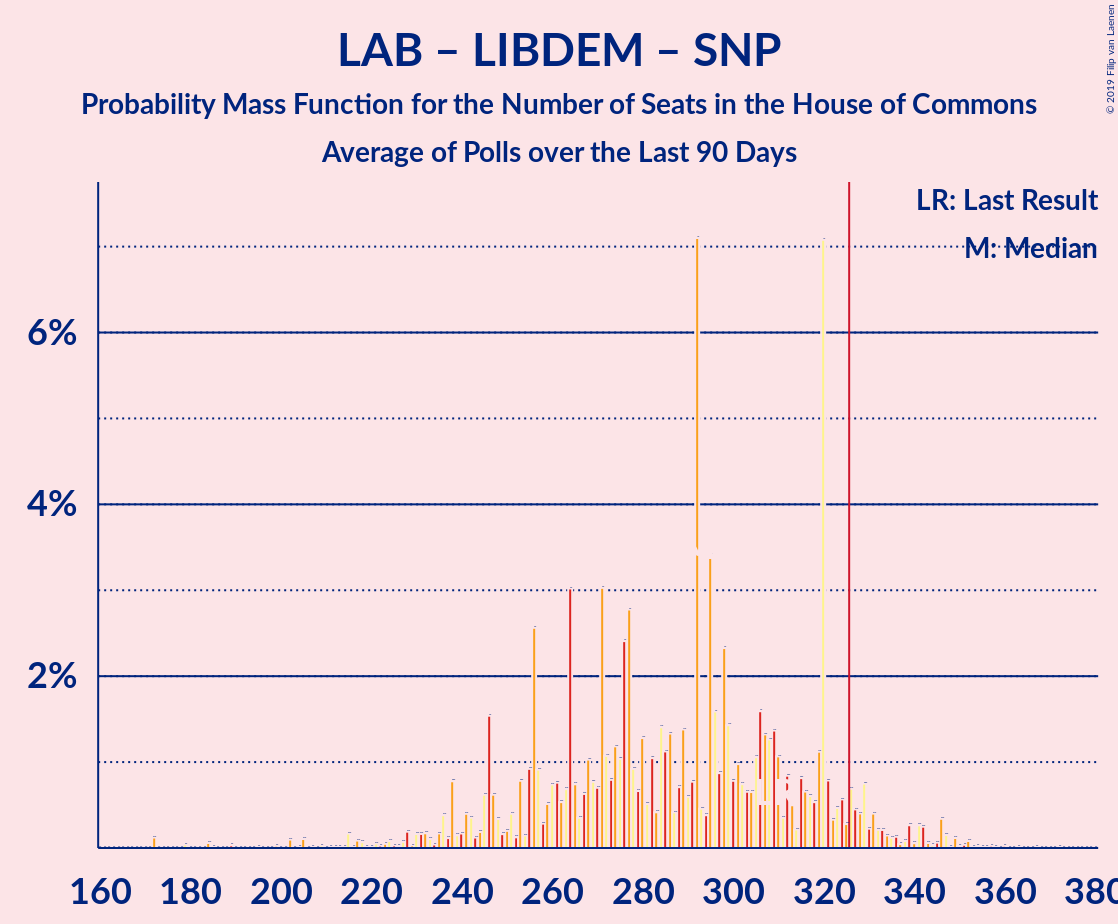 LAB – LIBDEM – SNP
Probability Mass Function for the Number of Seats in the House of Commons
Average of Polls over the Last 90 Days
© 2019 Filip van Laenen
LR: Last Result
M: Median
6%
4%
2%
160 180 200 220 240 260 280 300 320 340 360 380